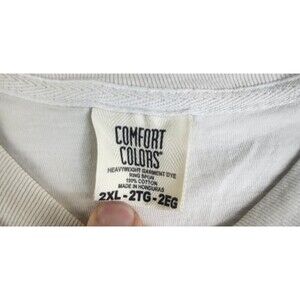 COMFORT
COLORS®
HEAVYWEIGHT GARMENT DYE
RING SPUN
100% COTTON
MADE IN HONDURAS
2XL-2TG-2EG